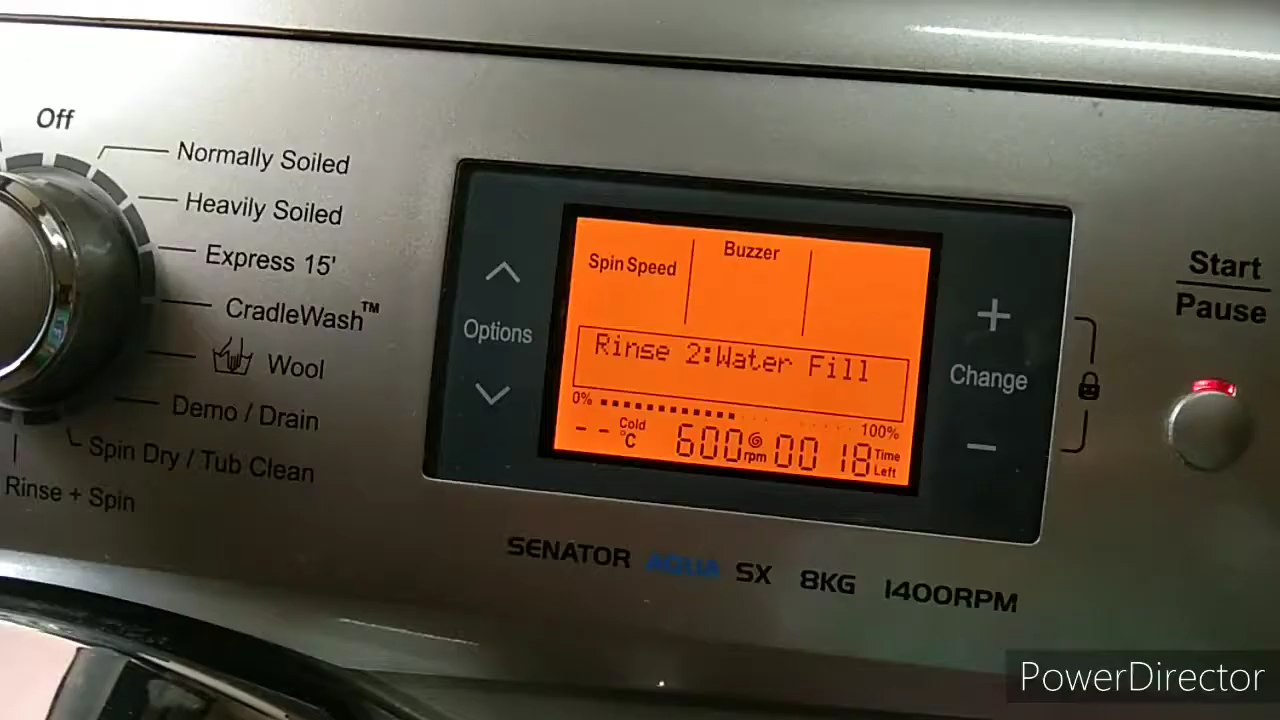 Off
Normally Soiled
Heavily Soiled
Express 15'
CradleWash™
Wool
Demo / Drain
Spin Dry / Tub Clean
Rinse + Spin
Options
Spin Speed
Buzzer
Rinse 2:Water Fill
0%
100%
-- Cold °C 600 rpm 00 18 Time Left
+
Change
−
Start
Pause
SENATOR AQUA SX 8KG 1400RPM
PowerDirector